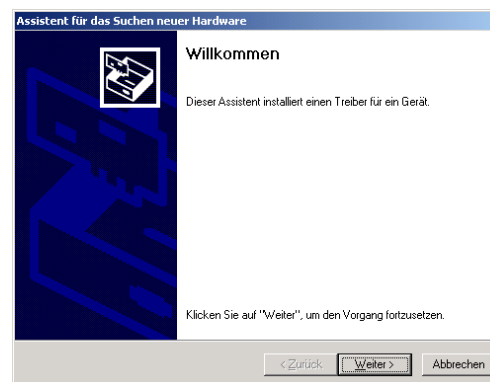 Assistent für das Suchen neuer Hardware
Willkommen
Dieser Assistent installiert einen Treiber für ein Gerät.
Klicken Sie auf "Weiter", um den Vorgang fortzusetzen.
< Zurück Weiter > Abbrechen